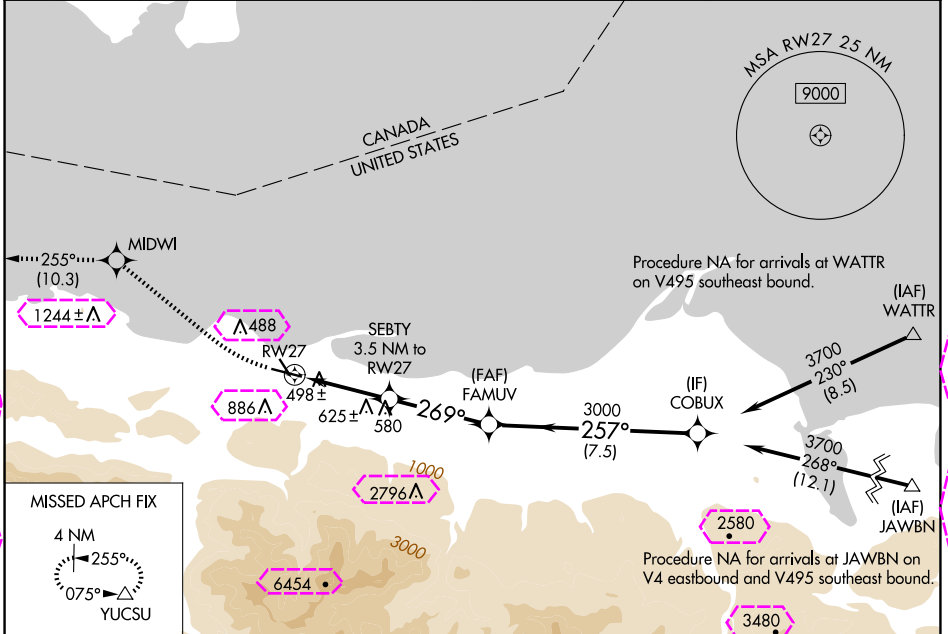 MSA RW27 25 NM
9000
CANADA
UNITED STATES
MIDWI
255°
(10.3)
1244 ±
Procedure NA for arrivals at WATTR
on V495 southeast bound.
(IAF)
WATTR
488
SEBTY
3.5 NM to
RW27
RW27
3700
230°
(8.5)
(FAF)
FAMUV
(IF)
COBUX
498 ±
886
625 ±
580
269°
3000
257°
(7.5)
3700
268°
(12.1)
(IAF)
JAWBN
1000
2796
MISSED APCH FIX
4 NM
255°
075°
YUCSU
3000
6454
2580
Procedure NA for arrivals at JAWBN on
V4 eastbound and V495 southeast bound.
3480